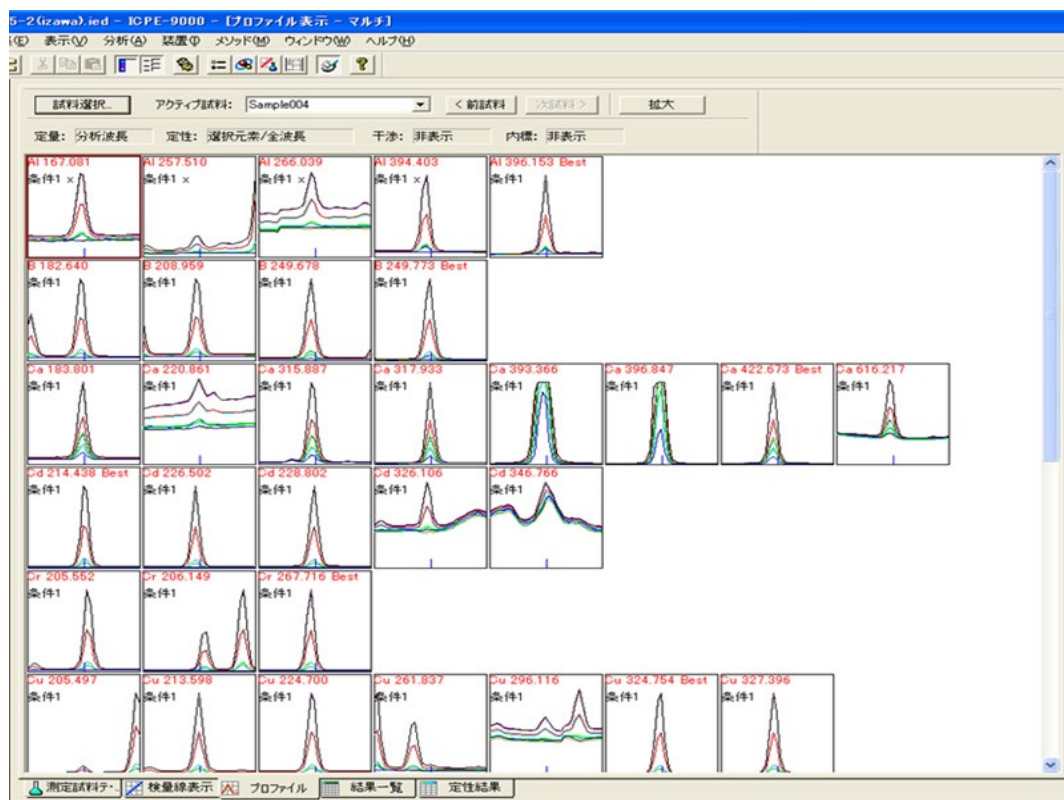 5-2(izawa).ied - ICPE-9000 - [プロファイル表示 - マルチ]
(E) 表示(V) 分析(A) 装置(I) メソッド(M) ウィンドウ(W) ヘルプ(H)
試料選択... アクティブ試料: Sample004 < 前試料 次試料 > 拡大
定量: 分析波長 定性: 選択元素/全波長 干渉: 非表示 内標: 非表示
Al 167.081 Al 257.510 Al 266.039 Al 394.403 Al 396.153 Best
条件1 × 条件1 × 条件1 × 条件1 × 条件1
B 182.640 B 208.959 B 249.678 B 249.773 Best
条件1 条件1 条件1 条件1
Ca 183.801 Ca 220.861 Ca 315.887 Ca 317.933 Ca 393.366 Ca 396.847 Ca 422.673 Best Ca 616.217
条件1 条件1 条件1 条件1 条件1 条件1 条件1 条件1
Cd 214.438 Best Cd 226.502 Cd 228.802 Cd 326.106 Cd 346.766
条件1 条件1 条件1 条件1 条件1
Cr 205.552 Cr 206.149 Cr 267.716 Best
条件1 条件1 条件1
Cu 205.497 Cu 213.598 Cu 224.700 Cu 261.837 Cu 296.116 Cu 324.754 Best Cu 327.396
条件1 条件1 条件1 条件1 条件1 条件1 条件1
測定試料テ... 検量線表示 プロファイル 結果一覧 定性結果